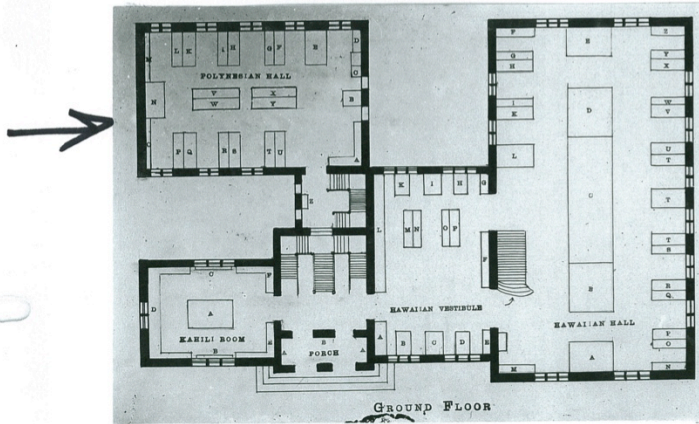 L K I H G F E D
M
POLYNESIAN HALL
C
N V X B
W Y
O P Q R S T U A
Z
F E Z
G Y
H X
D
I W
K V
L U
T
K I H G
L M N O P C Y
F T
S
B R
Q
C F
D A
HAWAIIAN VESTIBULE
HAWAIIAN HALL
KAHILI ROOM
B E
A B A
PORCH
A B C D E
P
O
A
M N
GROUND FLOOR